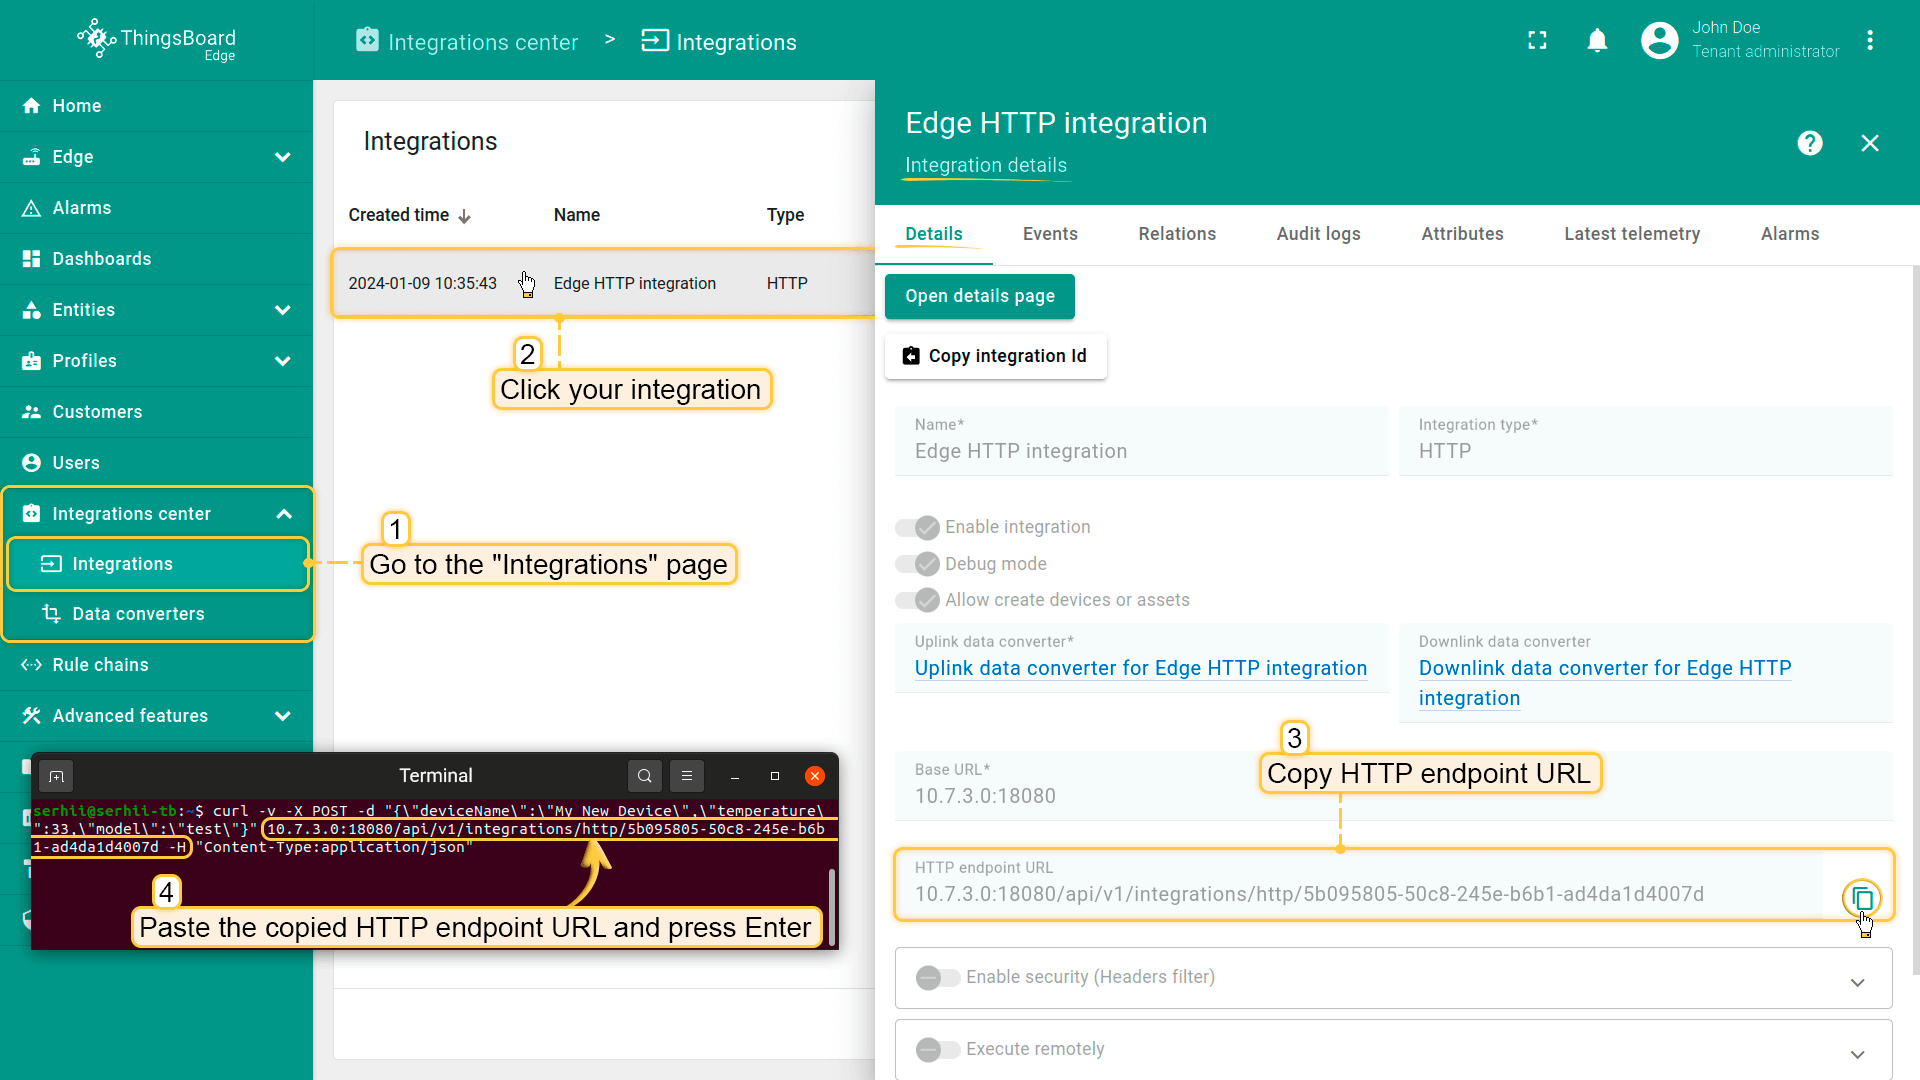 ThingsBoard
Edge
Integrations center > Integrations
John Doe
Tenant administrator
Home
Edge
Alarms
Dashboards
Entities
Profiles
Customers
Users
Integrations center
Integrations
Data converters
Rule chains
Advanced features
Integrations
Created time Name Type
2024-01-09 10:35:43 Edge HTTP integration HTTP
2
Click your integration
1
Go to the "Integrations" page
Edge HTTP integration
Integration details
Details Events Relations Audit logs Attributes Latest telemetry Alarms
Open details page
Copy integration Id
Name*
Edge HTTP integration
Integration type*
HTTP
Enable integration
Debug mode
Allow create devices or assets
Uplink data converter*
Uplink data converter for Edge HTTP integration
Downlink data converter
Downlink data converter for Edge HTTP
integration
3
Copy HTTP endpoint URL
Base URL*
10.7.3.0:18080
HTTP endpoint URL
10.7.3.0:18080/api/v1/integrations/http/5b095805-50c8-245e-b6b1-ad4da1d4007d
Enable security (Headers filter)
Execute remotely
Terminal
serhii@serhii-tb:~$ curl -v -X POST -d "{\"deviceName\":\"My New Device\",\"temperature\
":33,\"model\":\"test\"}" 10.7.3.0:18080/api/v1/integrations/http/5b095805-50c8-245e-b6b
1-ad4da1d4007d -H "Content-Type:application/json"
4
Paste the copied HTTP endpoint URL and press Enter